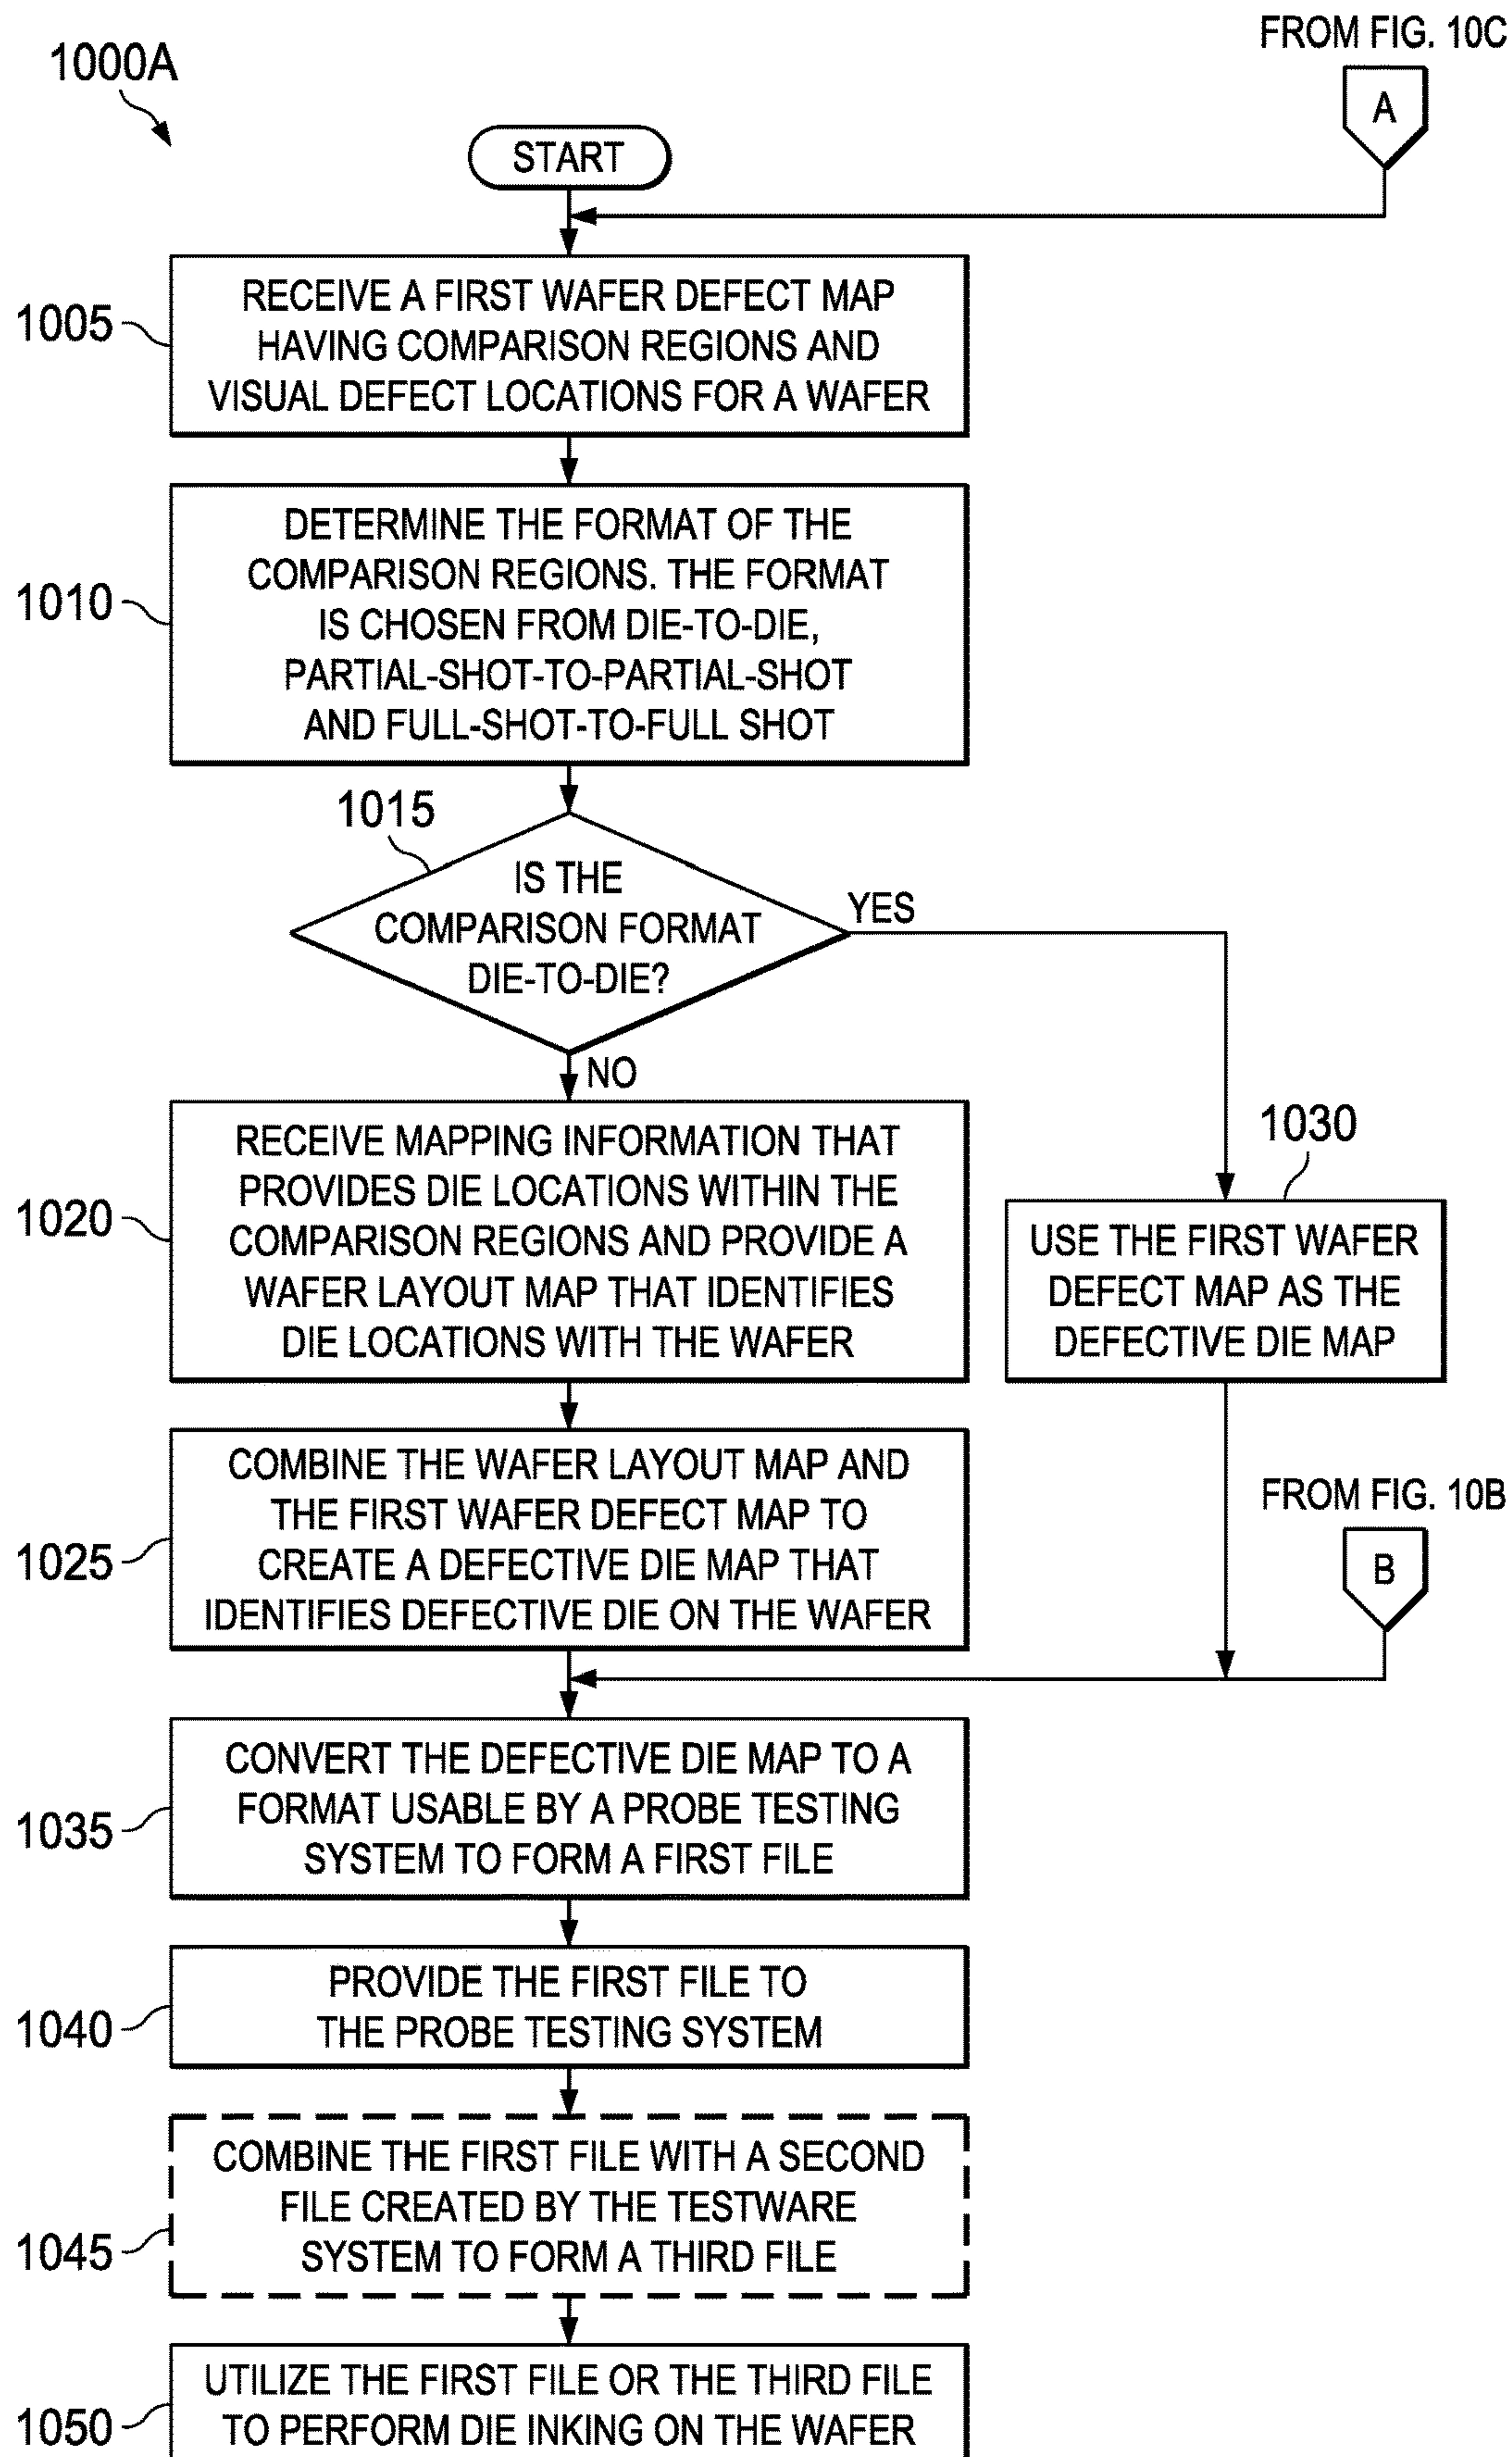 FROM FIG. 10C
1000A
A
START
1005
RECEIVE A FIRST WAFER DEFECT MAP
HAVING COMPARISON REGIONS AND
VISUAL DEFECT LOCATIONS FOR A WAFER
1010
DETERMINE THE FORMAT OF THE
COMPARISON REGIONS. THE FORMAT
IS CHOSEN FROM DIE-TO-DIE,
PARTIAL-SHOT-TO-PARTIAL-SHOT
AND FULL-SHOT-TO-FULL SHOT
1015
IS THE
COMPARISON FORMAT
DIE-TO-DIE?
YES
NO
1020
RECEIVE MAPPING INFORMATION THAT
PROVIDES DIE LOCATIONS WITHIN THE
COMPARISON REGIONS AND PROVIDE A
WAFER LAYOUT MAP THAT IDENTIFIES
DIE LOCATIONS WITH THE WAFER
1030
USE THE FIRST WAFER
DEFECT MAP AS THE
DEFECTIVE DIE MAP
1025
COMBINE THE WAFER LAYOUT MAP AND
THE FIRST WAFER DEFECT MAP TO
CREATE A DEFECTIVE DIE MAP THAT
IDENTIFIES DEFECTIVE DIE ON THE WAFER
FROM FIG. 10B
B
1035
CONVERT THE DEFECTIVE DIE MAP TO A
FORMAT USABLE BY A PROBE TESTING
SYSTEM TO FORM A FIRST FILE
1040
PROVIDE THE FIRST FILE TO
THE PROBE TESTING SYSTEM
1045
COMBINE THE FIRST FILE WITH A SECOND
FILE CREATED BY THE TESTWARE
SYSTEM TO FORM A THIRD FILE
1050
UTILIZE THE FIRST FILE OR THE THIRD FILE
TO PERFORM DIE INKING ON THE WAFER